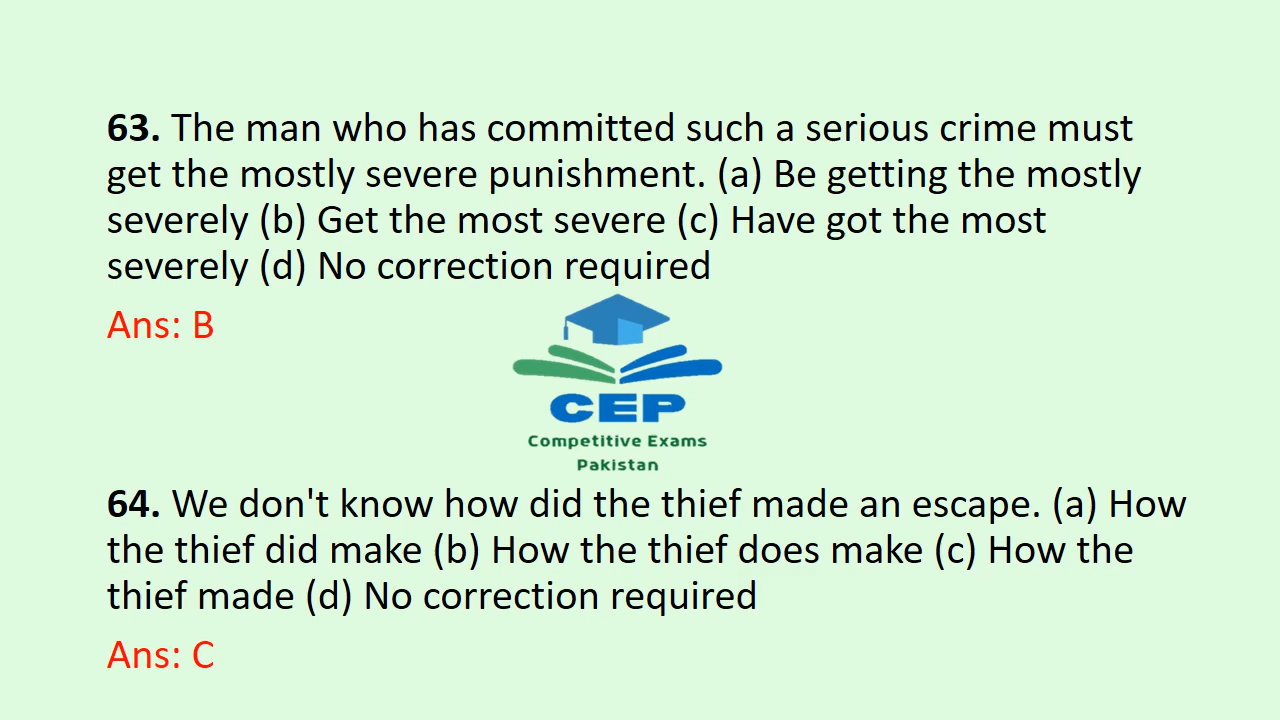 63. The man who has committed such a serious crime must
get the mostly severe punishment. (a) Be getting the mostly
severely (b) Get the most severe (c) Have got the most
severely (d) No correction required
Ans: B
CEP
Competitive Exams
Pakistan
64. We don't know how did the thief made an escape. (a) How
the thief did make (b) How the thief does make (c) How the
thief made (d) No correction required
Ans: C